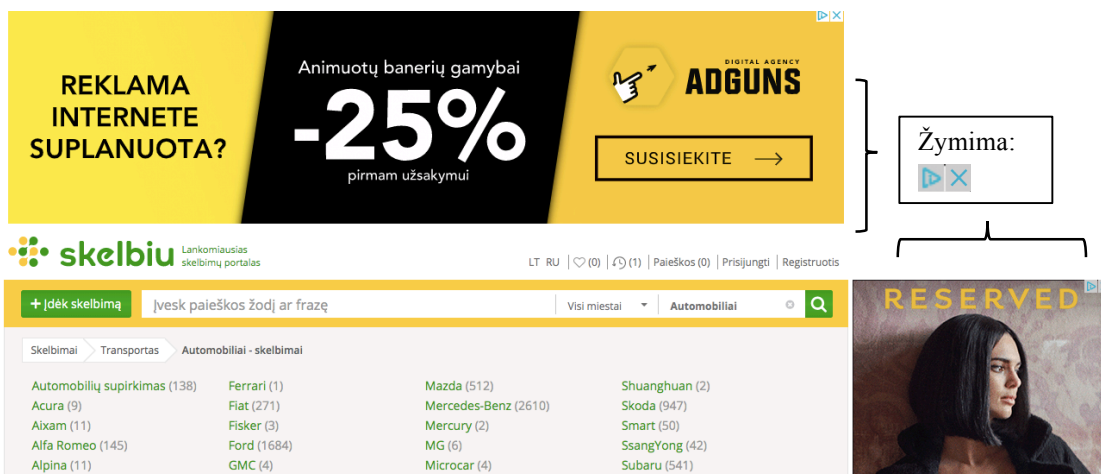 REKLAMA
INTERNETE
SUPLANUOTA?
Animuotų banerių gamybai
-25%
pirmam užsakymui
DIGITAL AGENCY
ADGUNS
SUSISIEKITE
Žymima:
skelbiu
Lankomiausias
skelbimų portalas
LT RU (0) (1) Paieškos (0) Prisijungti Registruotis
+ Įdėk skelbimą Įvesk paieškos žodį ar frazę Visi miestai Automobiliai
RESERVED
Skelbimai Transportas Automobiliai - skelbimai
Automobilių supirkimas (138) Ferrari (1) Mazda (512) Shuanghuan (2)
Acura (9) Fiat (271) Mercedes-Benz (2610) Skoda (947)
Aixam (11) Fisker (3) Mercury (2) Smart (50)
Alfa Romeo (145) Ford (1684) MG (6) SsangYong (42)
Alpina (11) GMC (4) Microcar (4) Subaru (541)